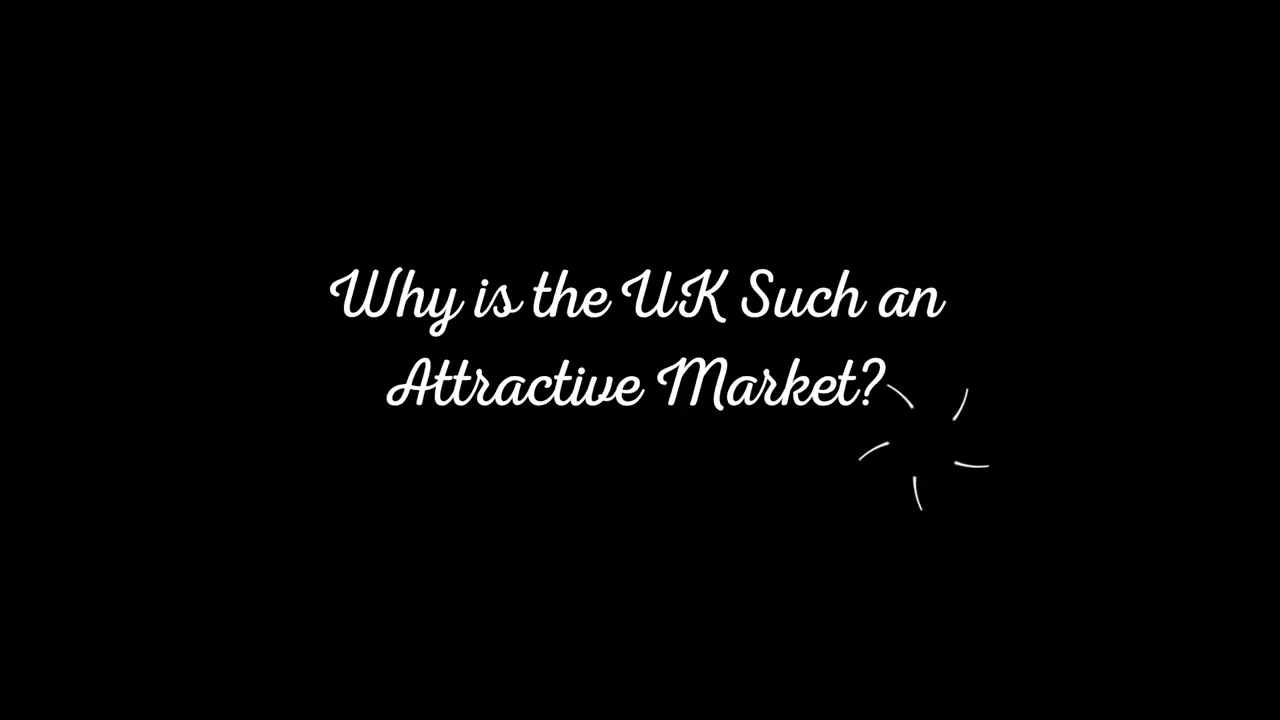 Why is the UK Such an
Attractive Market?